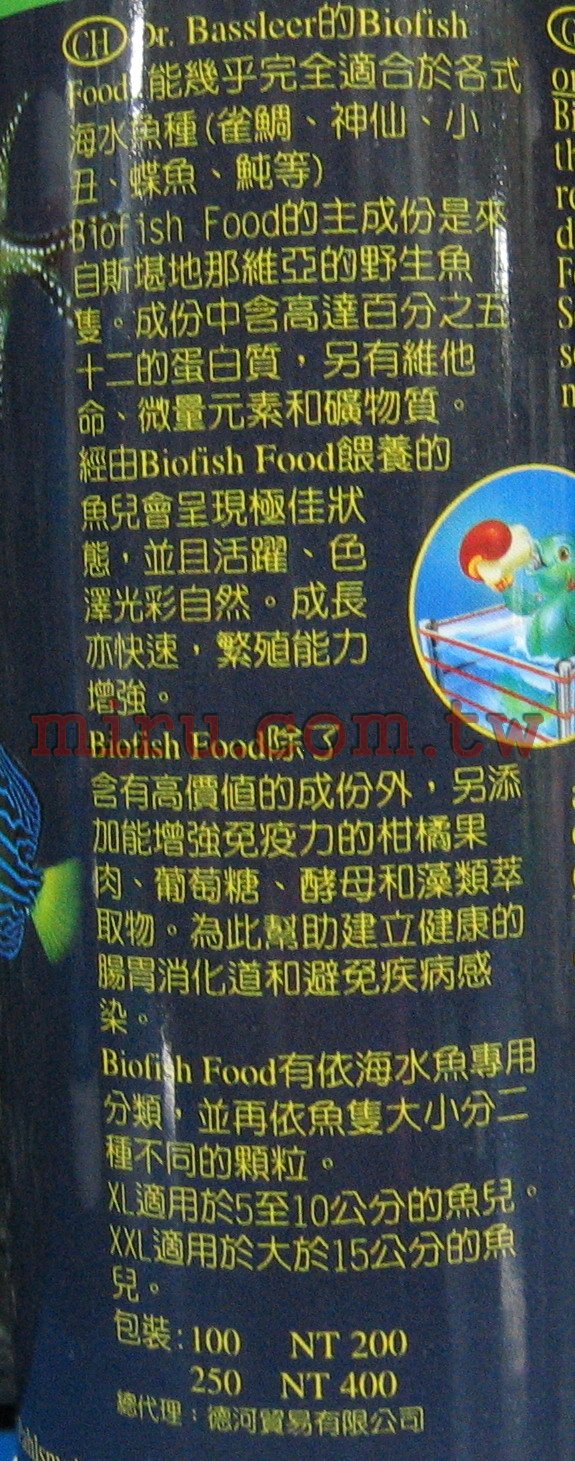 CH Dr. Bassleer的Biofish
Food 能幾乎完全適合於各式
海水魚種(雀鯛、神仙、小
丑、蝶魚、魨等)
Biofish Food的主成份是來
自斯堪地那維亞的野生魚
隻。成份中含高達百分之五
十二的蛋白質，另有維他
命、微量元素和礦物質。
經由Biofish Food餵養的
魚兒會呈現極佳狀
態，並且活躍、色
澤光彩自然。成長
亦快速，繁殖能力
增強。
miru.com.tw
Biofish Food除了
含有高價值的成份外，另添
加能增強免疫力的柑橘果
肉、葡萄糖、酵母和藻類萃
取物。為此幫助建立健康的
腸胃消化道和避免疾病感
染。
Biofish Food有依海水魚專用
分類，並再依魚隻大小分二
種不同的顆粒。
XL適用於5至10公分的魚兒。
XXL適用於大於15公分的魚
兒。
包裝:100 NT 200
250 NT 400
總代理：德河貿易有限公司